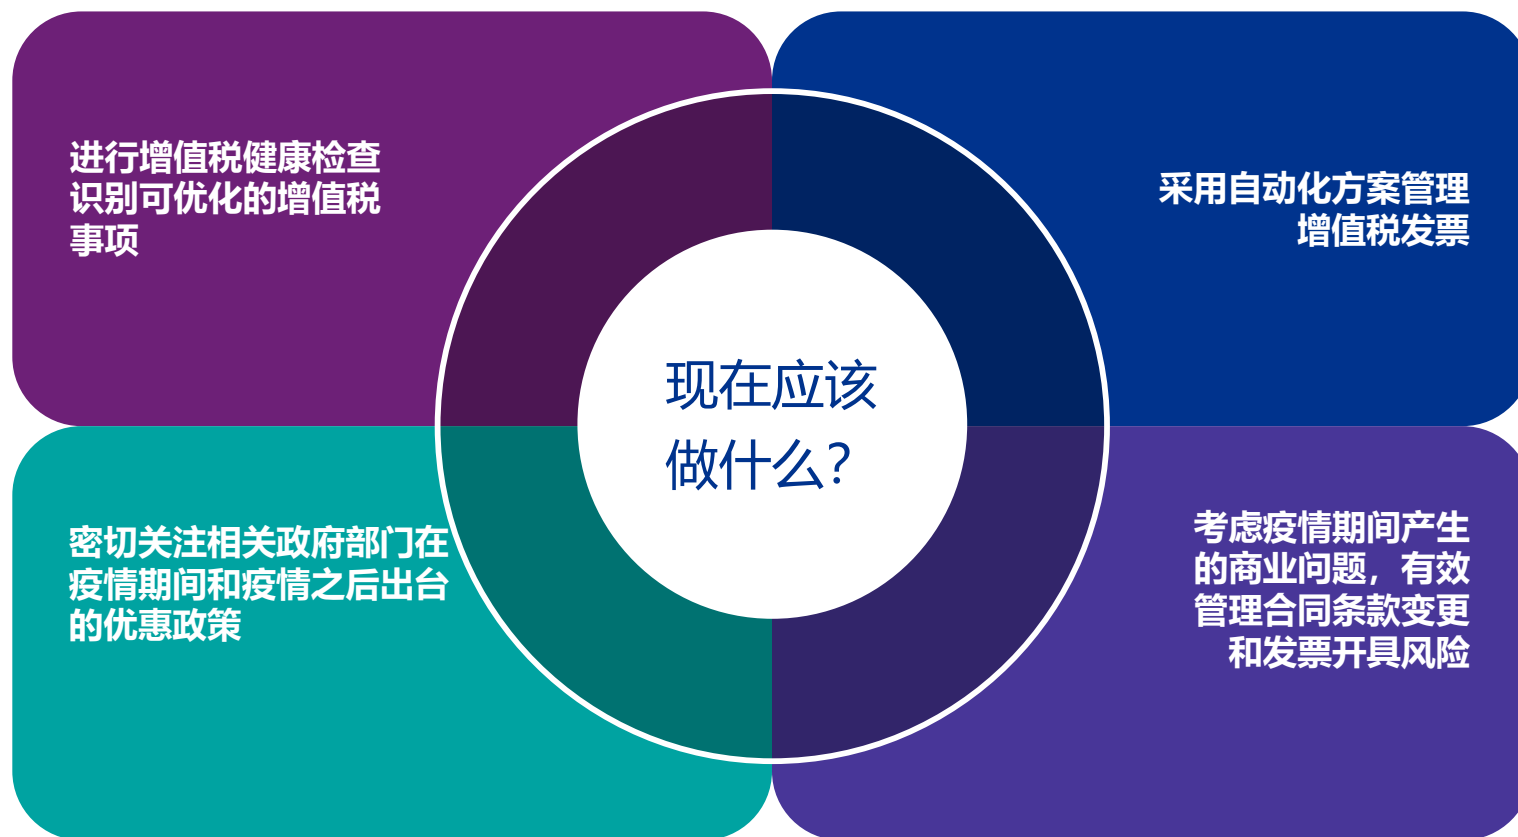 进行增值税健康检查
识别可优化的增值税
事项
采用自动化方案管理
增值税发票
现在应该
做什么？
密切关注相关政府部门在
疫情期间和疫情之后出台
的优惠政策
考虑疫情期间产生
的商业问题，有效
管理合同条款变更
和发票开具风险